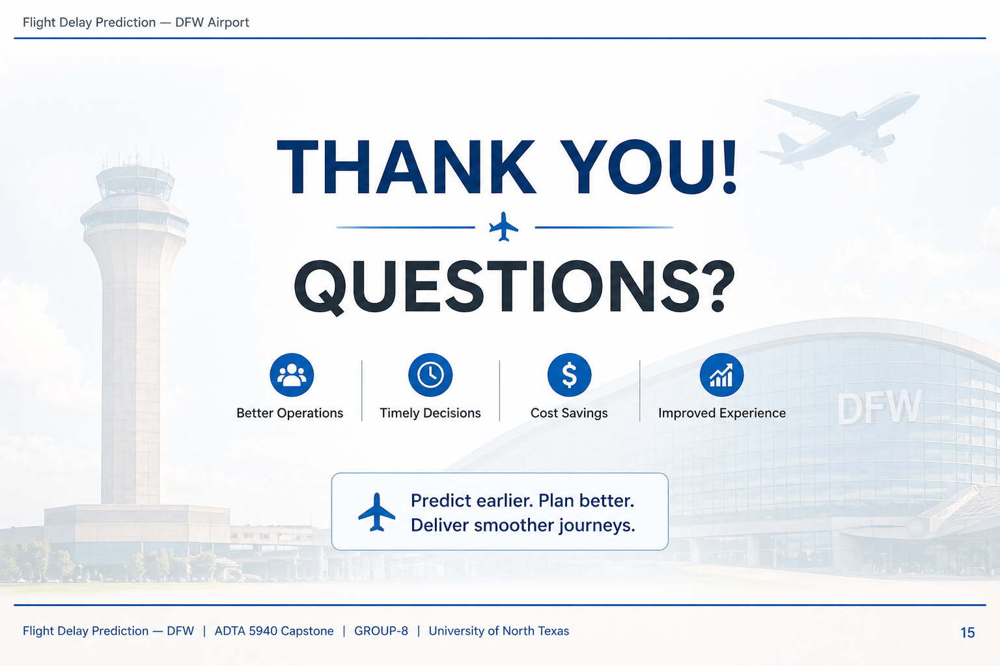 Flight Delay Prediction — DFW Airport
THANK YOU!
QUESTIONS?
Better Operations
Timely Decisions
Cost Savings
Improved Experience
DFW
Predict earlier. Plan better.
Deliver smoother journeys.
Flight Delay Prediction — DFW | ADTA 5940 Capstone | GROUP-8 | University of North Texas
15